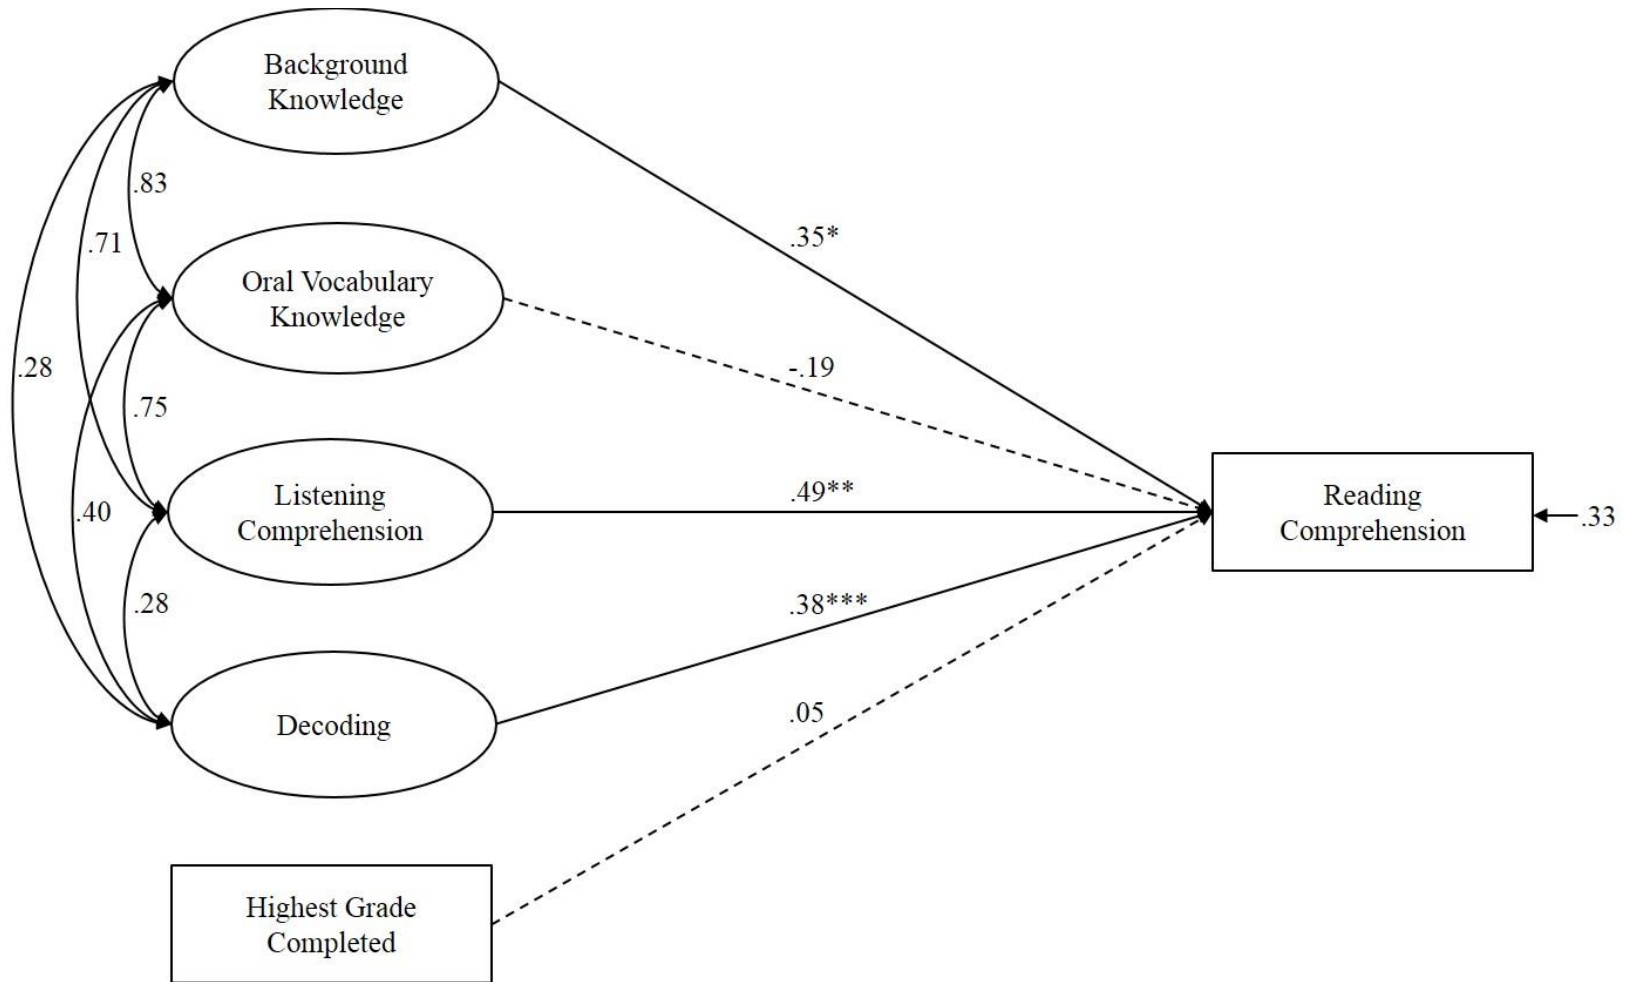 Background
Knowledge
.83
.71
.35*
Oral Vocabulary
Knowledge
-.19
.28
.75
Listening
Comprehension
.49**
Reading
Comprehension
.33
.40
.28
.38***
Decoding
.05
Highest Grade
Completed